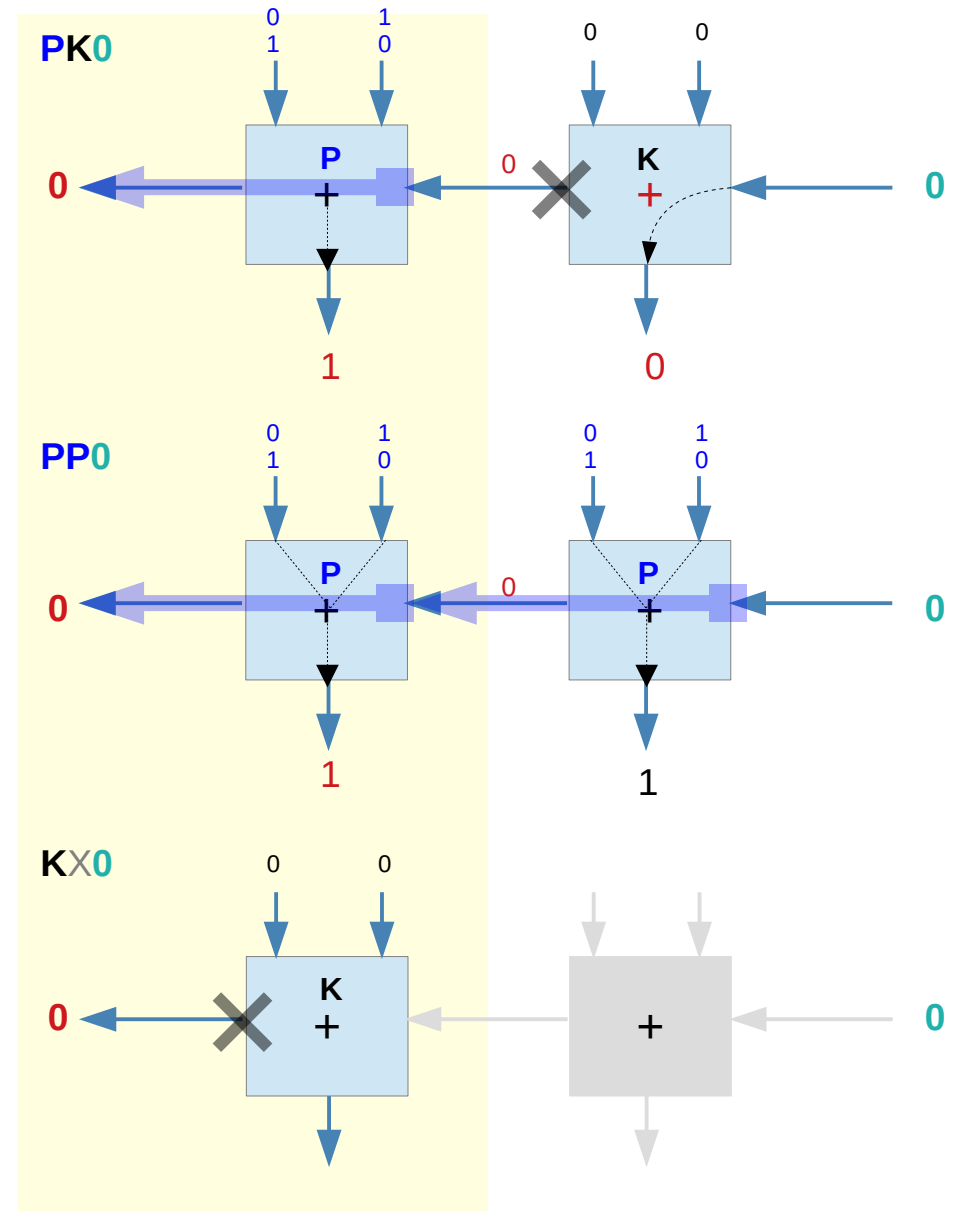 0 1
PK0 1 0 0 0
P K
0 + 0 + 0
1 0
0 1 0 1
PP0 1 0 1 0
P P
0 + 0 + 0
1 1
KX0 0 0
K
0 + + 0